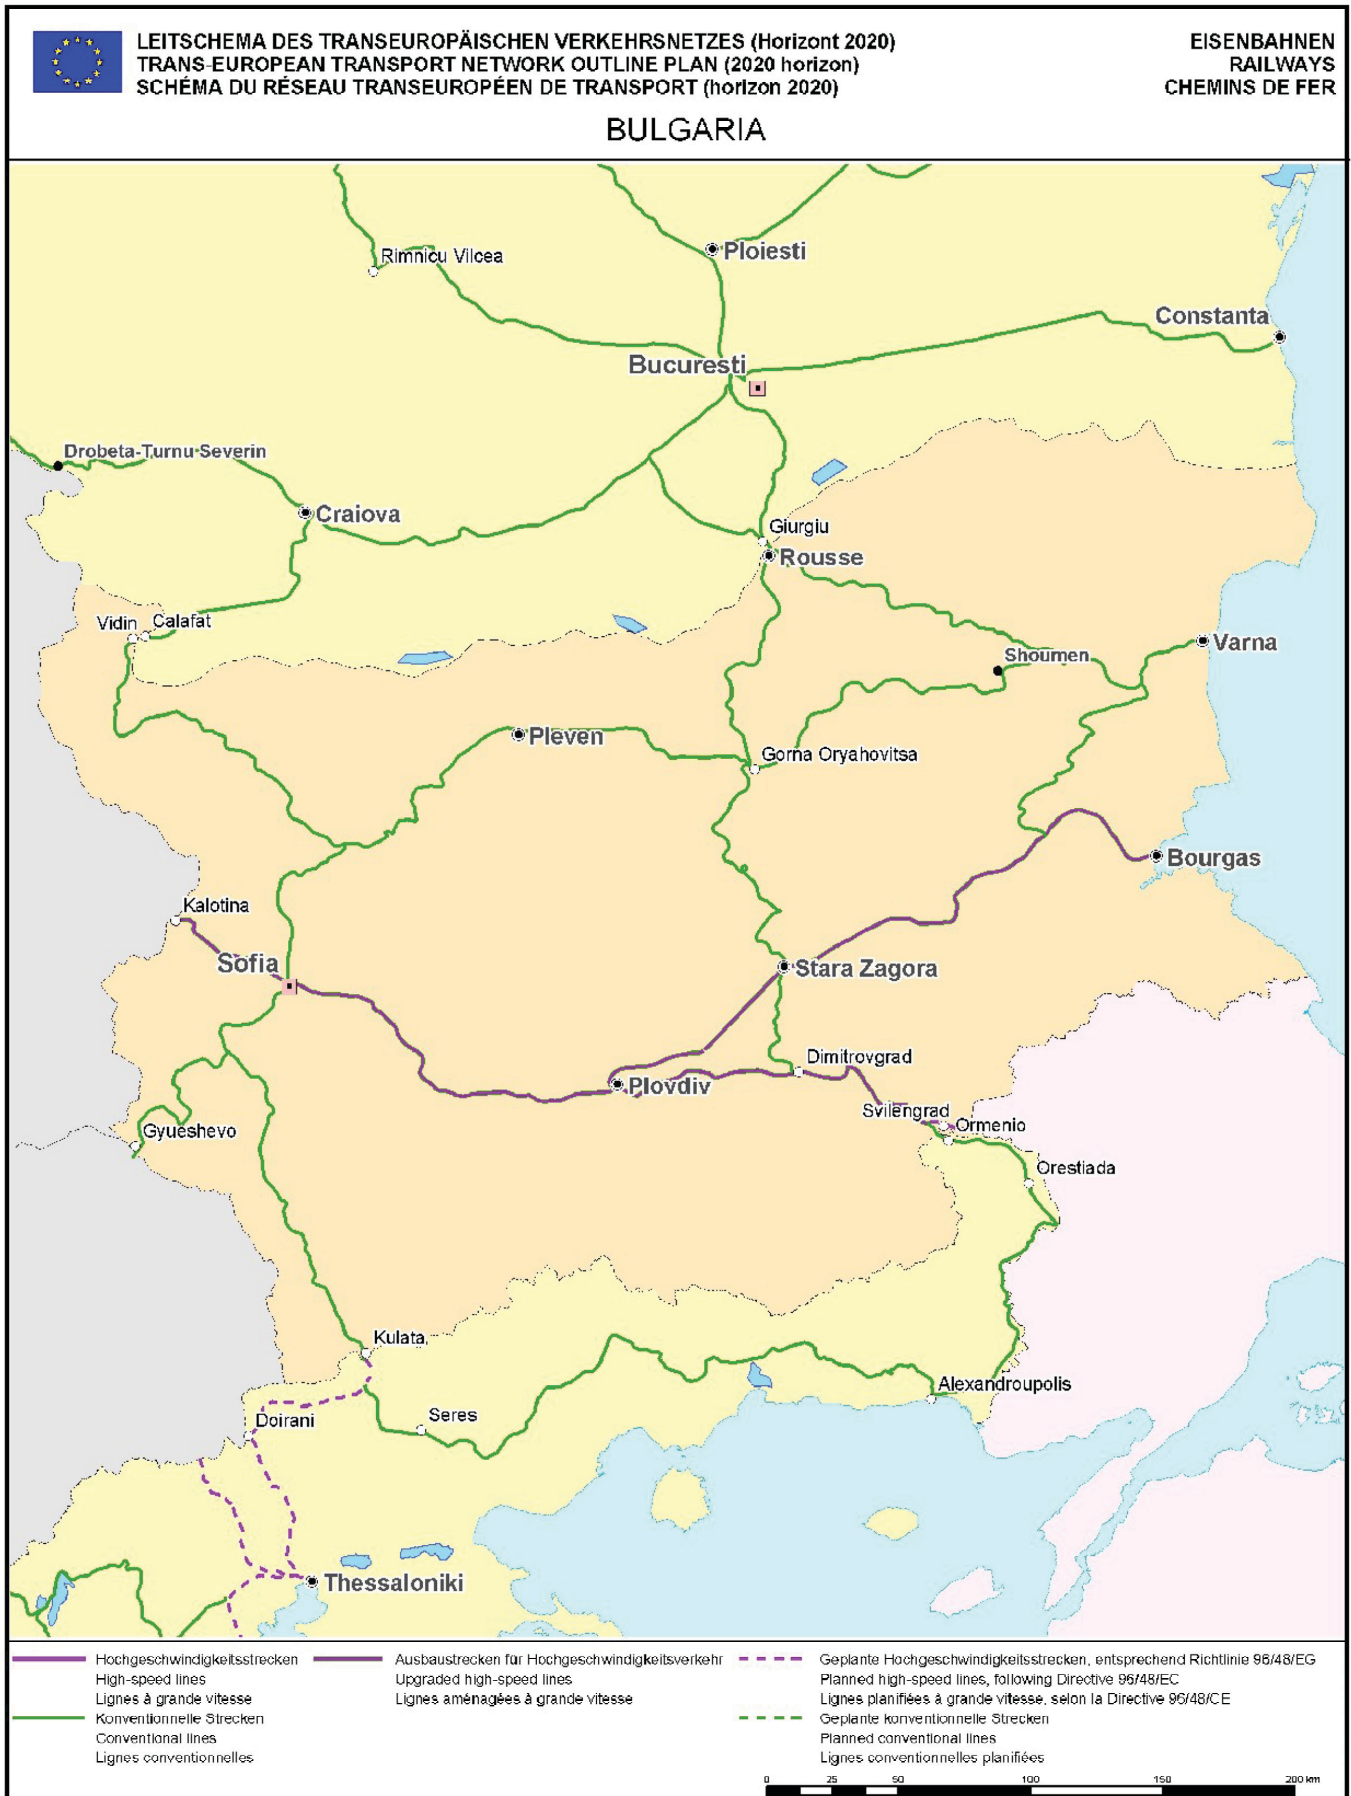 LEITSCHEMA DES TRANSEUROPÄISCHEN VERKEHRSNETZES (Horizont 2020)
TRANS-EUROPEAN TRANSPORT NETWORK OUTLINE PLAN (2020 horizon)
SCHÉMA DU RÉSEAU TRANSEUROPÉEN DE TRANSPORT (horizon 2020)
EISENBAHNEN
RAILWAYS
CHEMINS DE FER
BULGARIA
Rimnicu Vilcea
Ploiesti
Constanta
Bucuresti
Drobeta-Turnu Severin
Craiova
Giurgiu
Rousse
Vidin
Calafat
Varna
Shoumen
Pleven
Gorna Oryahovitsa
Bourgas
Kalotina
Sofia
Stara Zagora
Dimitrovgrad
Plovdiv
Svilengrad
Ormenio
Gyueshevo
Orestiada
Kulata
Alexandroupolis
Doirani
Seres
Thessaloniki
Hochgeschwindigkeitsstrecken
High-speed lines
Lignes à grande vitesse
Konventionelle Strecken
Conventional lines
Lignes conventionnelles
Ausbaustrecken für Hochgeschwindigkeitsverkehr
Upgraded high-speed lines
Lignes aménagées à grande vitesse
Geplante Hochgeschwindigkeitsstrecken, entsprechend Richtlinie 96/48/EG
Planned high-speed lines, following Directive 96/48/EC
Lignes planifiées à grande vitesse, selon la Directive 96/48/CE
Geplante konventionelle Strecken
Planned conventional lines
Lignes conventionnelles planifiées
0 25 50 100 150 200 km